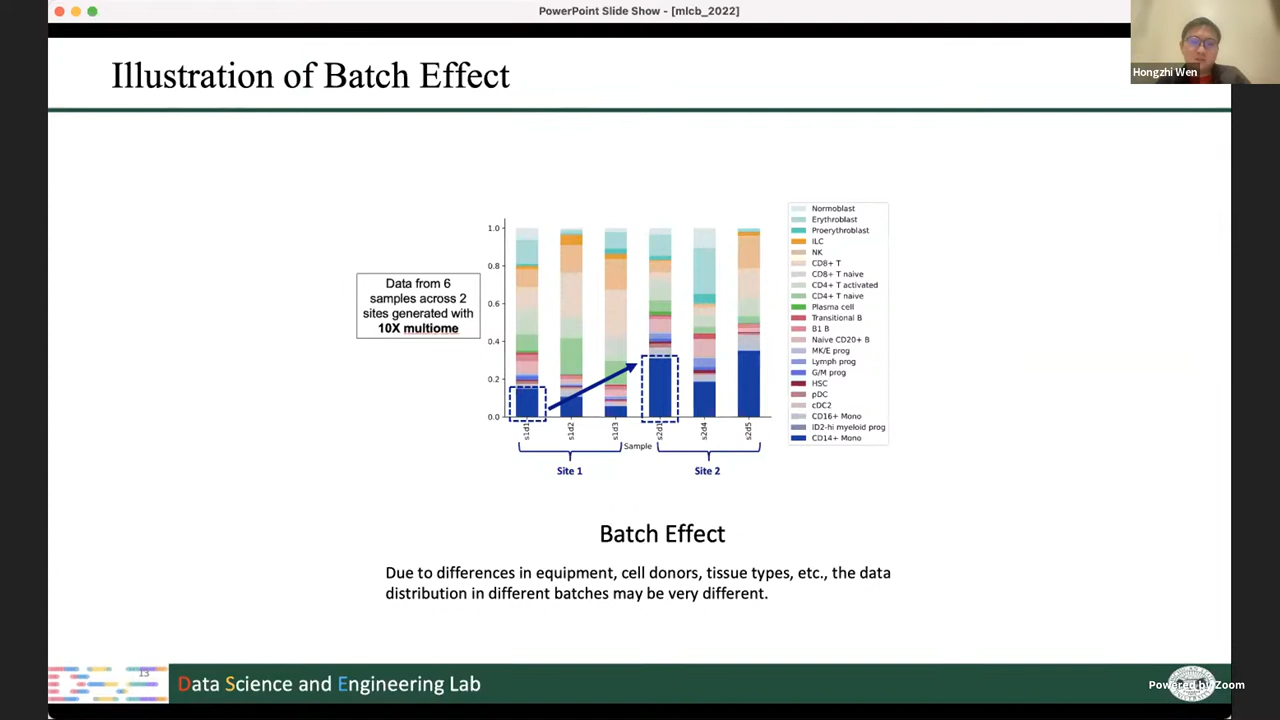 PowerPoint Slide Show - [mlcb_2022]
Hongzhi Wen
Illustration of Batch Effect
Data from 6
samples across 2
sites generated with
10X multiome
1.0
0.8
0.6
0.4
0.2
0.0
s1d1
s1d2
s1d3
s2d1
s2d4
s2d5
Sample
Site 1
Site 2
Normoblast
Erythroblast
Proerythroblast
ILC
NK
CD8+ T
CD8+ T naive
CD4+ T activated
CD4+ T naive
Plasma cell
Transitional B
B1 B
Naive CD20+ B
MK/E prog
Lymph prog
G/M prog
HSC
pDC
cDC2
CD16+ Mono
ID2-hi myeloid prog
CD14+ Mono
Batch Effect
Due to differences in equipment, cell donors, tissue types, etc., the data
distribution in different batches may be very different.
13
Data Science and Engineering Lab
Powered by Zoom